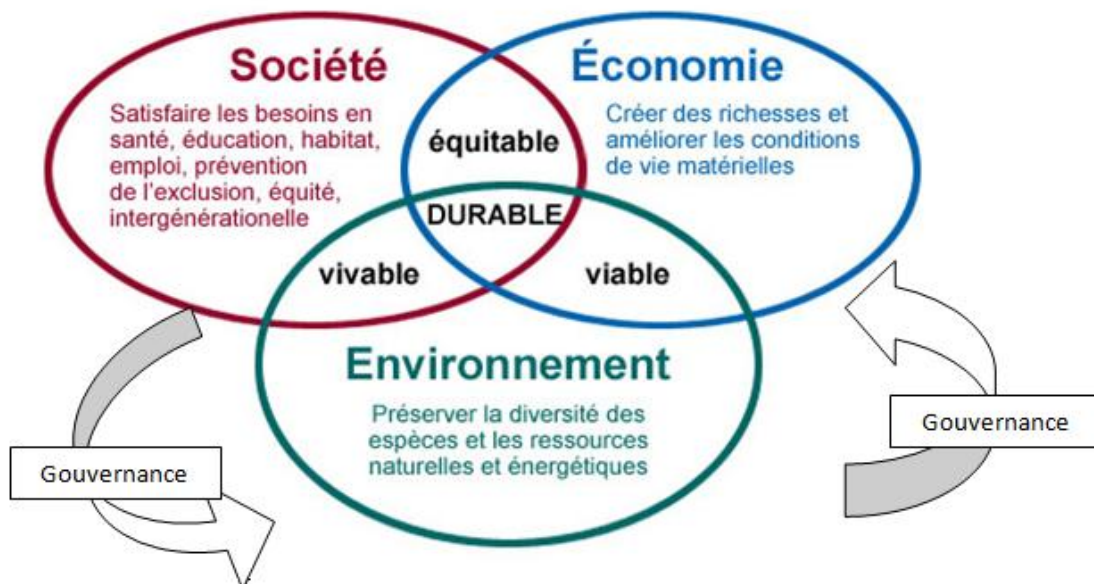 Société
Satisfaire les besoins en
santé, éducation, habitat,
emploi, prévention
de l'exclusion, équité,
intergénérationelle
Économie
Créer des richesses et
améliorer les conditions
de vie matérielles
équitable
DURABLE
vivable
viable
Environnement
Préserver la diversité des
espèces et les ressources
naturelles et énergétiques
Gouvernance
Gouvernance